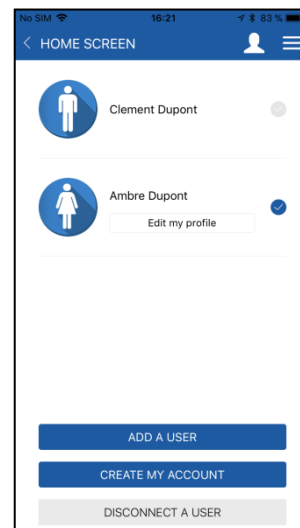 No SIM 16:21 83 %
HOME SCREEN
Clement Dupont
Ambre Dupont
Edit my profile
ADD A USER
CREATE MY ACCOUNT
DISCONNECT A USER